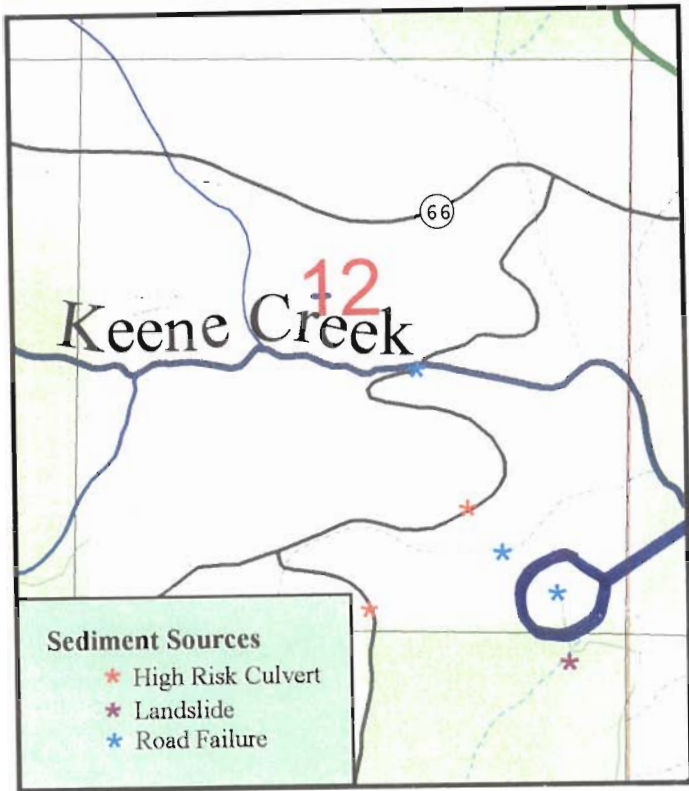 66
12
Keene Creek
Sediment Sources
* High Risk Culvert
* Landslide
* Road Failure